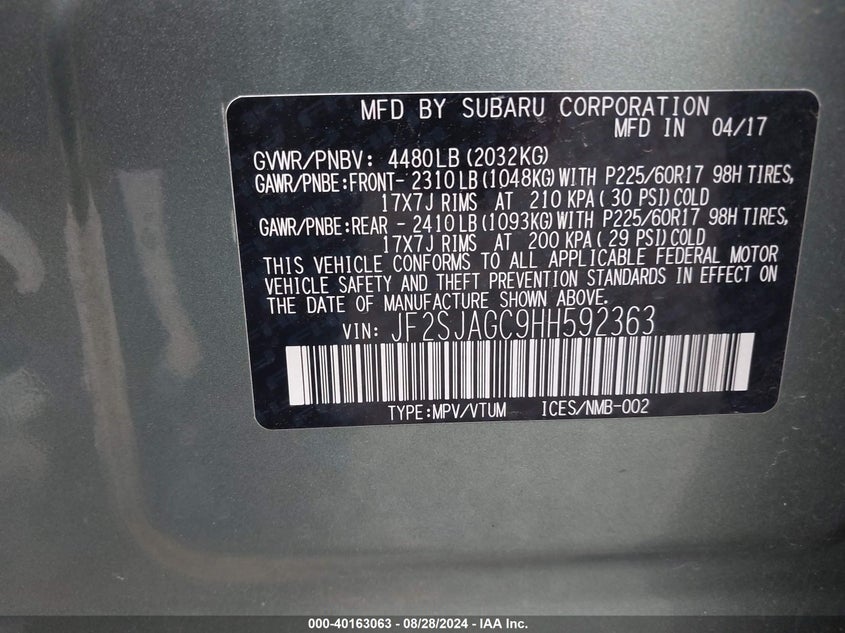 MFD BY SUBARU CORPORATION
MFD IN 04/17
GVWR/PNBV: 4480LB (2032KG)
GAWR/PNBE:FRONT- 2310LB (1048KG) WITH P225/60R17 98H TIRES,
17X7J RIMS AT 210 KPA ( 30 PSI) COLD
GAWR/PNBE:REAR - 2410LB (1093KG) WITH P225/60R17 98H TIRES,
17X7J RIMS AT 200 KPA ( 29 PSI) COLD
THIS VEHICLE CONFORMS TO ALL APPLICABLE FEDERAL MOTOR
VEHICLE SAFETY AND THEFT PREVENTION STANDARDS IN EFFECT ON
THE DATE OF MANUFACTURE SHOWN ABOVE.
VIN: JF2SJAGC9HH592363
TYPE:MPV/VTUM ICES/NMB-002
000-40163063 - 08/28/2024 - IAA Inc.